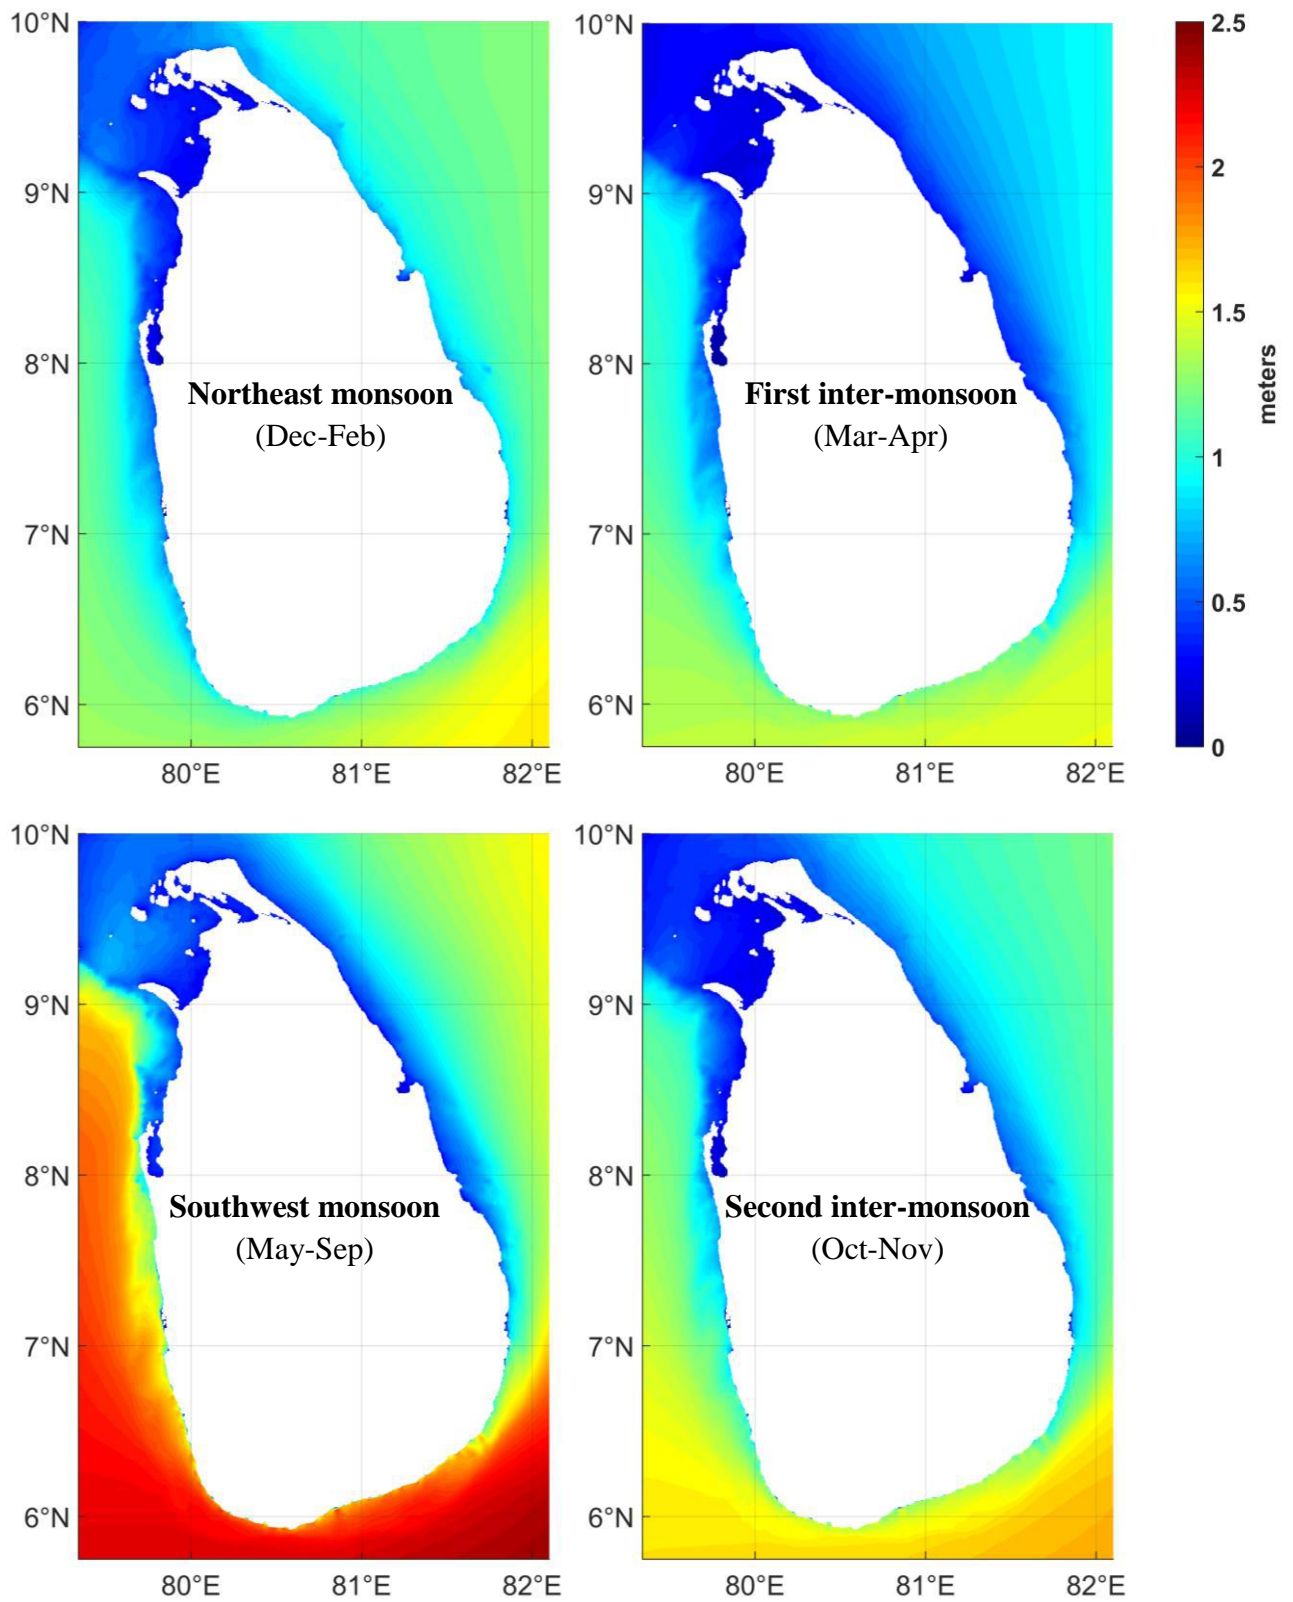 10°N
9°N
8°N
7°N
6°N
80°E 81°E 82°E
Northeast monsoon
(Dec-Feb)
10°N
9°N
8°N
7°N
6°N
80°E 81°E 82°E
First inter-monsoon
(Mar-Apr)
2.5
2
1.5
1
0.5
0
meters
10°N
9°N
8°N
7°N
6°N
80°E 81°E 82°E
Southwest monsoon
(May-Sep)
10°N
9°N
8°N
7°N
6°N
80°E 81°E 82°E
Second inter-monsoon
(Oct-Nov)